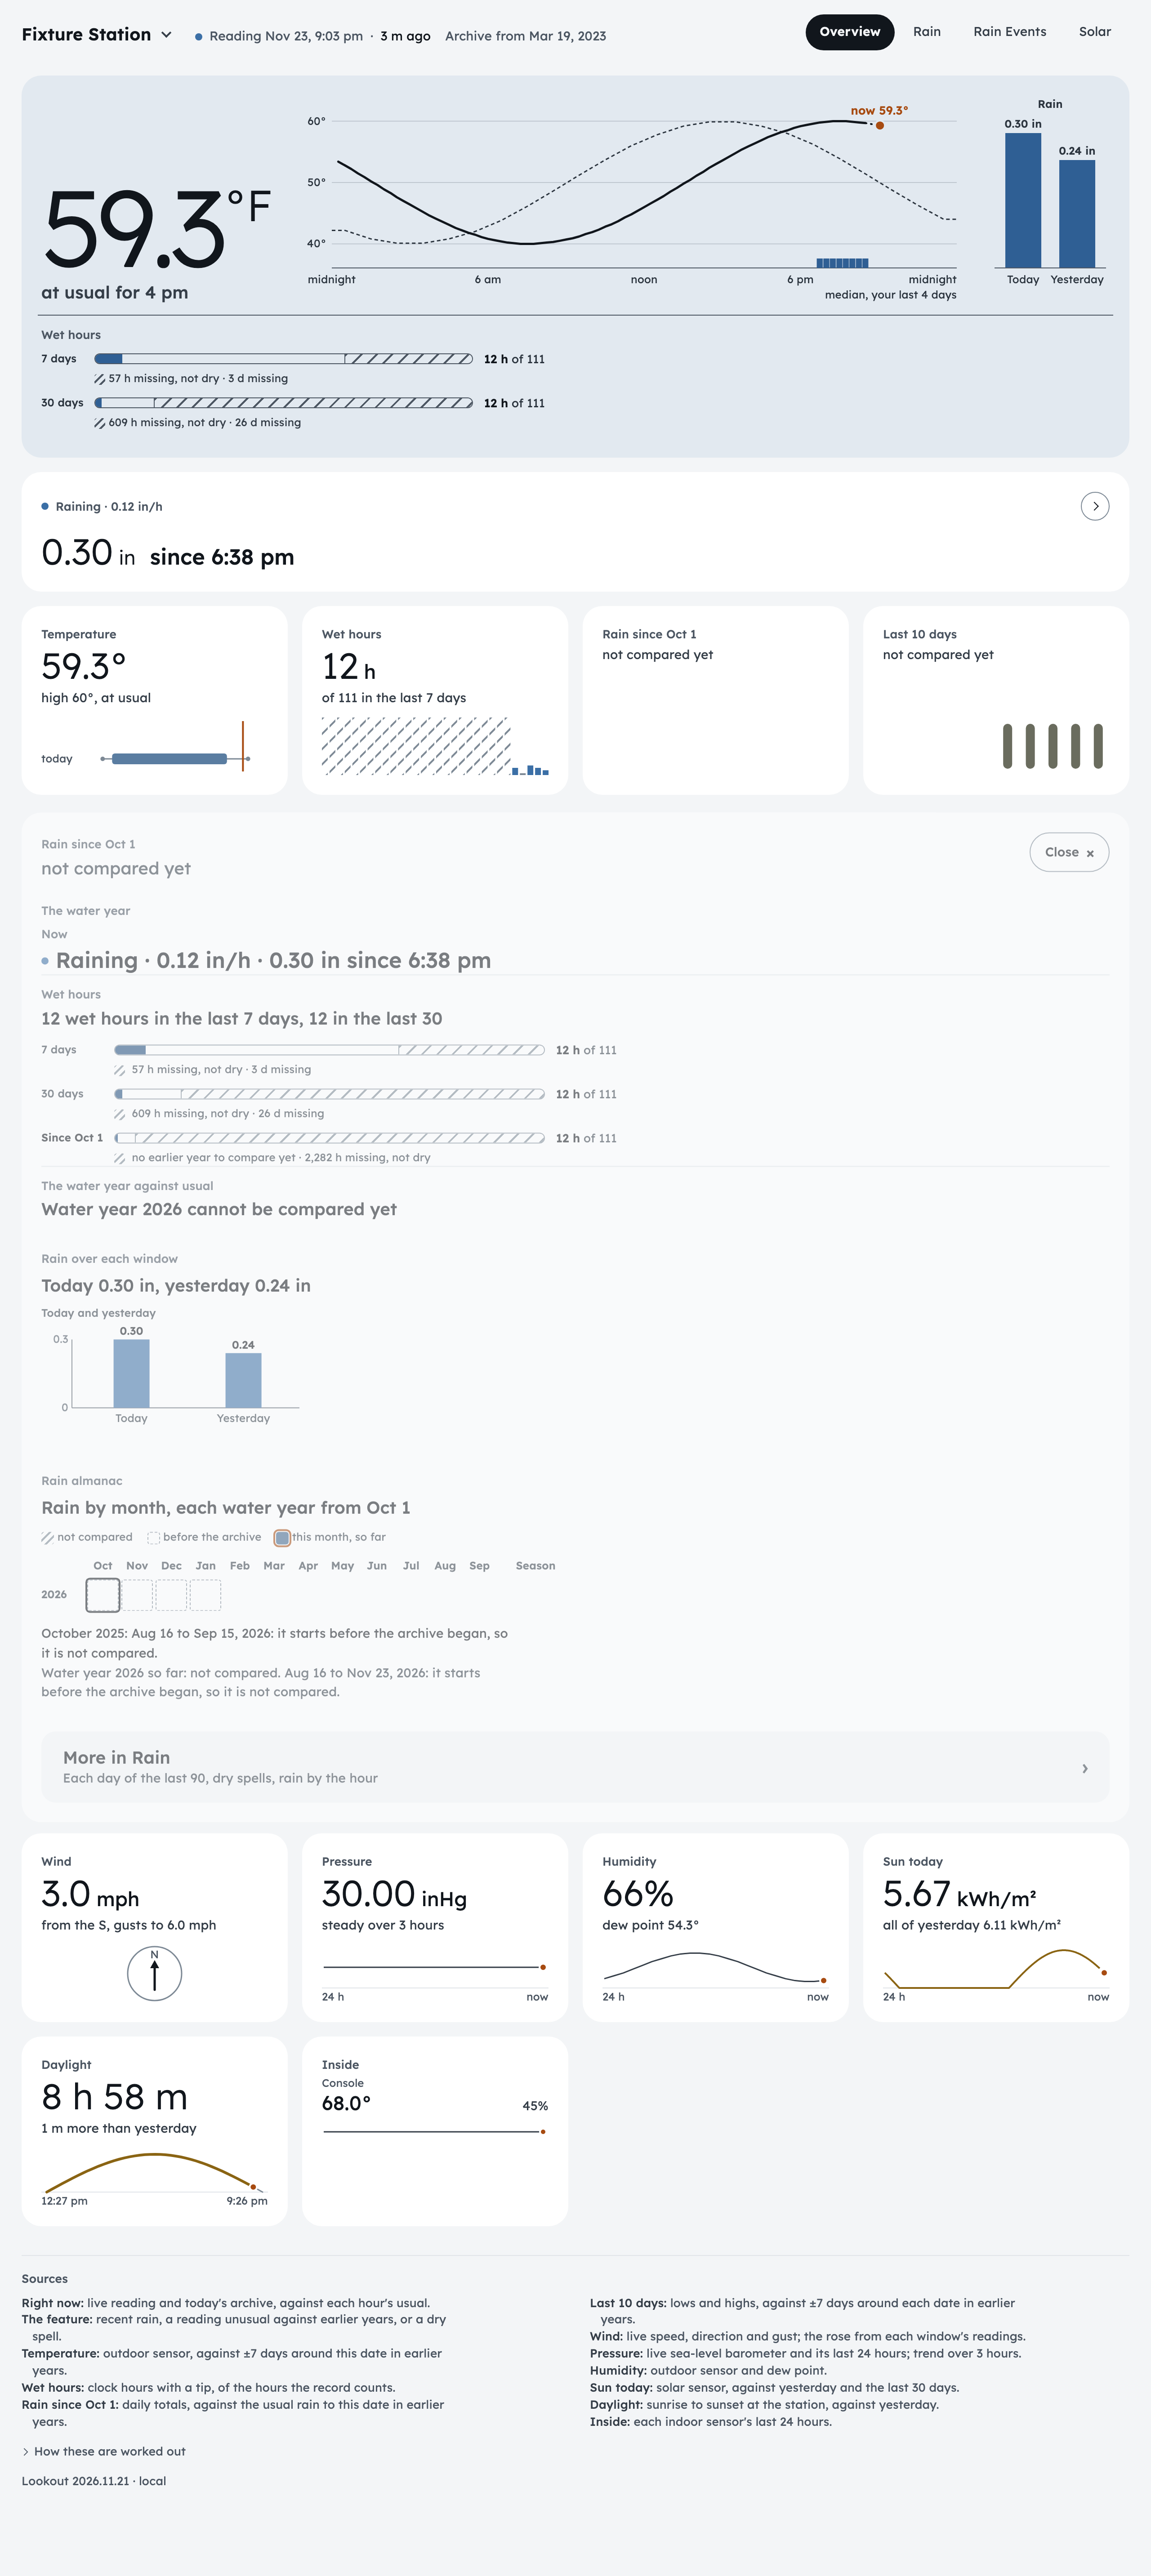 Fixture Station
Reading Nov 23, 9:03 pm · 3 m ago Archive from Mar 19, 2023
Overview Rain Rain Events Solar
59.3°F
at usual for 4 pm
now 59.3°
60°
50°
40°
midnight 6 am noon 6 pm midnight
median, your last 4 days
Rain
0.30 in
0.24 in
Today Yesterday
Wet hours
7 days 12 h of 111
57 h missing, not dry · 3 d missing
30 days 12 h of 111
609 h missing, not dry · 26 d missing
Raining · 0.12 in/h
0.30 in since 6:38 pm
Temperature
59.3°
high 60°, at usual
today
Wet hours
12 h
of 111 in the last 7 days
Rain since Oct 1
not compared yet
Last 10 days
not compared yet
Rain since Oct 1
not compared yet
Close ×
The water year
Now
Raining · 0.12 in/h · 0.30 in since 6:38 pm
Wet hours
12 wet hours in the last 7 days, 12 in the last 30
7 days 12 h of 111
57 h missing, not dry · 3 d missing
30 days 12 h of 111
609 h missing, not dry · 26 d missing
Since Oct 1 12 h of 111
no earlier year to compare yet · 2,282 h missing, not dry
The water year against usual
Water year 2026 cannot be compared yet
Rain over each window
Today 0.30 in, yesterday 0.24 in
Today and yesterday
0.30
0.3
0.24
0
Today Yesterday
Rain almanac
Rain by month, each water year from Oct 1
not compared before the archive this month, so far
Oct Nov Dec Jan Feb Mar Apr May Jun Jul Aug Sep Season
2026
October 2025: Aug 16 to Sep 15, 2026: it starts before the archive began, so
it is not compared.
Water year 2026 so far: not compared. Aug 16 to Nov 23, 2026: it starts
before the archive began, so it is not compared.
More in Rain
Each day of the last 90, dry spells, rain by the hour
Wind
3.0 mph
from the S, gusts to 6.0 mph
N
Pressure
30.00 inHg
steady over 3 hours
24 h now
Humidity
66%
dew point 54.3°
24 h now
Sun today
5.67 kWh/m²
all of yesterday 6.11 kWh/m²
24 h now
Daylight
8 h 58 m
1 m more than yesterday
12:27 pm 9:26 pm
Inside
Console
68.0° 45%
Sources
Right now: live reading and today's archive, against each hour's usual.
The feature: recent rain, a reading unusual against earlier years, or a dry
spell.
Temperature: outdoor sensor, against ±7 days around this date in earlier
years.
Wet hours: clock hours with a tip, of the hours the record counts.
Rain since Oct 1: daily totals, against the usual rain to this date in earlier
years.
Last 10 days: lows and highs, against ±7 days around each date in earlier
years.
Wind: live speed, direction and gust; the rose from each window's readings.
Pressure: live sea-level barometer and its last 24 hours; trend over 3 hours.
Humidity: outdoor sensor and dew point.
Sun today: solar sensor, against yesterday and the last 30 days.
Daylight: sunrise to sunset at the station, against yesterday.
Inside: each indoor sensor's last 24 hours.
How these are worked out
Lookout 2026.11.21 · local